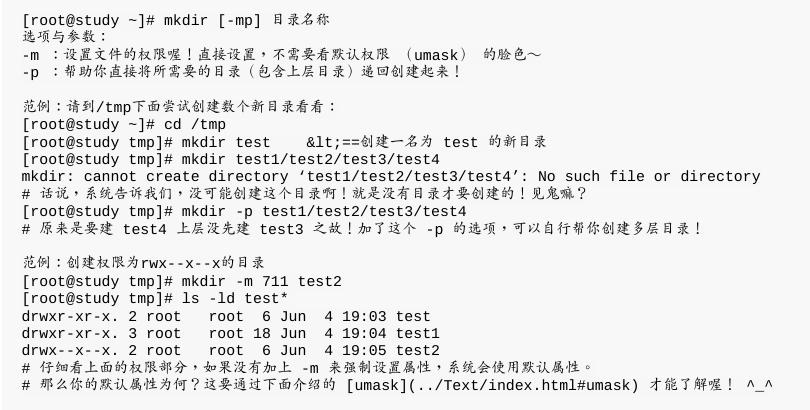 [root@study ~]# mkdir [-mp] 目录名称
选项与参数：
-m ：设置文件的权限喔！直接设置，不需要看默认权限 （umask） 的脸色～
-p ：帮助你直接将所需要的目录（包含上层目录）递回创建起来！
范例：请到/tmp下面尝试创建数个新目录看看：
[root@study ~]# cd /tmp
[root@study tmp]# mkdir test    &lt;==创建一名为 test 的新目录
[root@study tmp]# mkdir test1/test2/test3/test4
mkdir: cannot create directory ‘test1/test2/test3/test4’: No such file or directory
# 话说，系统告诉我们，没可能创建这个目录啊！就是没有目录才要创建的！见鬼嘛？
[root@study tmp]# mkdir -p test1/test2/test3/test4
# 原来是要建 test4 上层没先建 test3 之故！加了这个 -p 的选项，可以自行帮你创建多层目录！
范例：创建权限为rwx--x--x的目录
[root@study tmp]# mkdir -m 711 test2
[root@study tmp]# ls -ld test*
drwxr-xr-x. 2 root   root  6 Jun  4 19:03 test
drwxr-xr-x. 3 root   root 18 Jun  4 19:04 test1
drwx--x--x. 2 root   root  6 Jun  4 19:05 test2
# 仔细看上面的权限部分，如果没有加上 -m 来强制设置属性，系统会使用默认属性。
# 那么你的默认属性为何？这要通过下面介绍的 [umask](../Text/index.html#umask) 才能了解喔！ ^_^